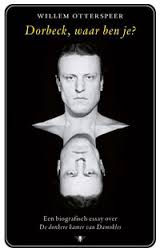 WILLEM OTTERSPEER
Dorbeck, waar ben je?
Een biografisch essay over
De donkere kamer van Damokles